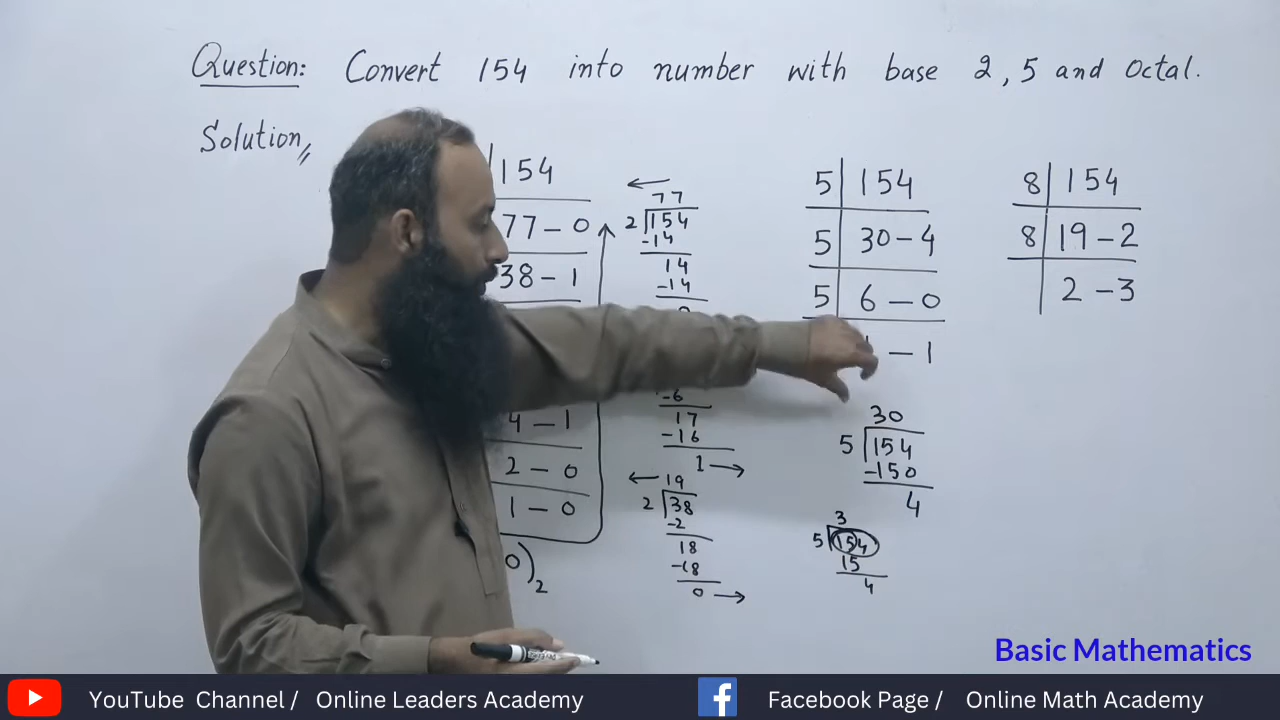 Question: Convert 154 into number with base 2, 5 and Octal.
Solution,,
154
77 – 0
38 – 1
4 – 1
2 – 0
1 – 0
0)2
77
2 154
-14
14
-14
-6
17
-16
1
19
2 38
-2
18
-18
0
5 154
5 30 – 4
5 6 – 0
– 1
30
5 154
-150
4
3
5 154
15
4
8 154
8 19 – 2
2 – 3
Basic Mathematics
YouTube Channel / Online Leaders Academy
Facebook Page / Online Math Academy